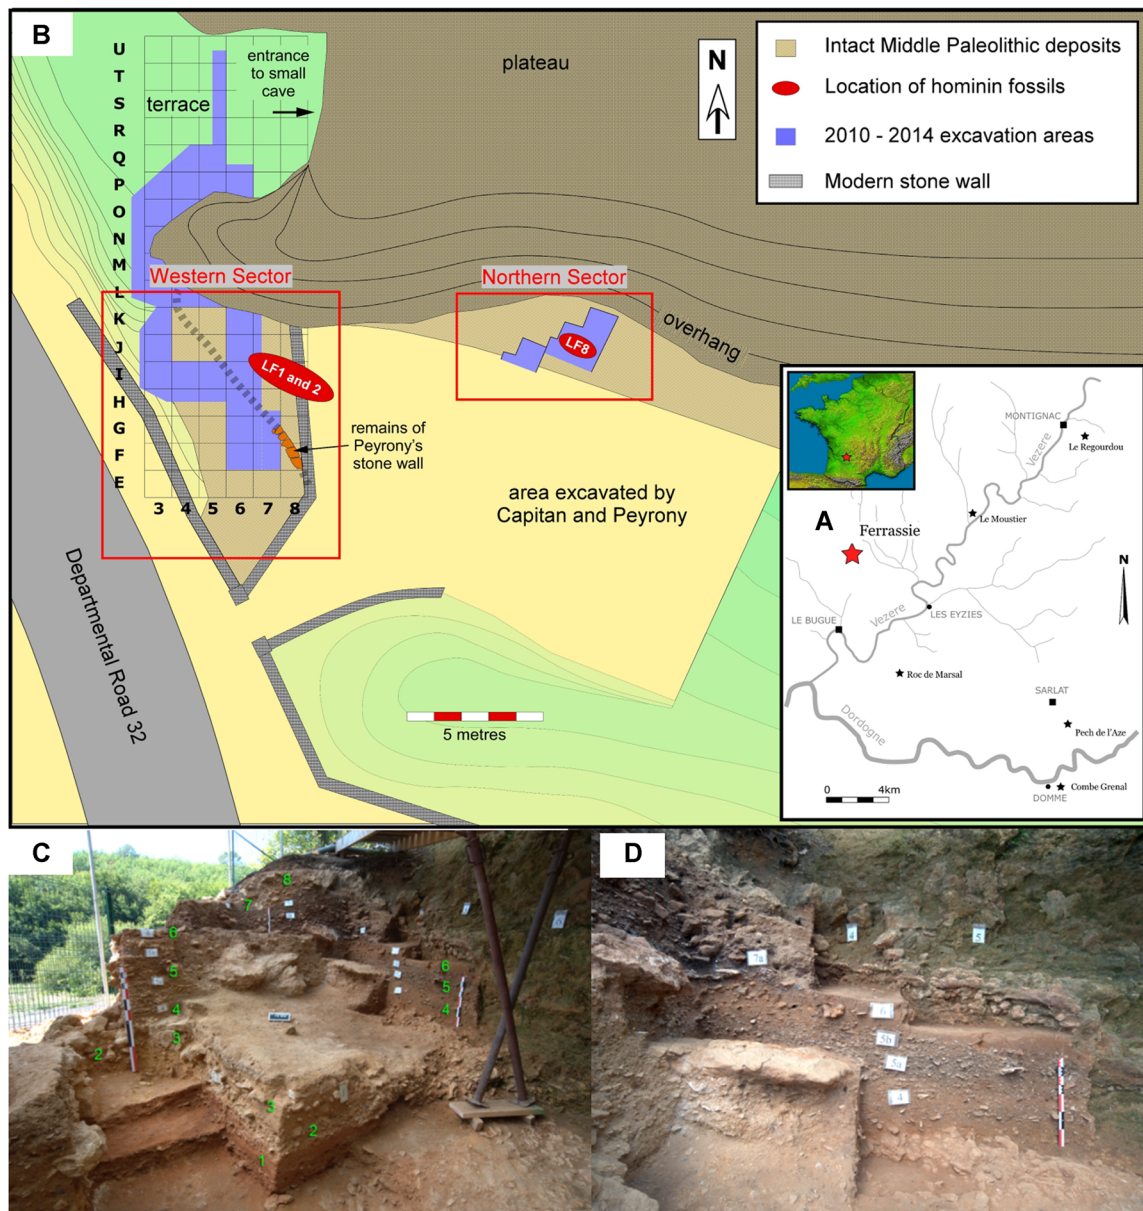 B
U
T
S
R
Q
P
O
N
M
L
K
J
I
H
G
F
E
3 4 5 6 7 8
terrace
entrance
to small
cave
plateau
N
Intact Middle Paleolithic deposits
Location of hominin fossils
2010 - 2014 excavation areas
Modern stone wall
Western Sector
Northern Sector
overhang
LF8
LF1 and 2
remains of
Peyrony's
stone wall
area excavated by
Capitan and Peyrony
Departmental Road 32
5 metres
A
MONTIGNAC
Le Regourdou
Vezere
Le Moustier
Ferrassie
N
Vezere
LES EYZIES
LE BUGUE
Roc de Marsal
SARLAT
Pech de l'Aze
Dordogne
0 4km
Combe Grenal
DOMME
C
8
7
6
5
4
3
2
6
5
4
3
2
1
D
4
5
7a
6
5b
5a
4